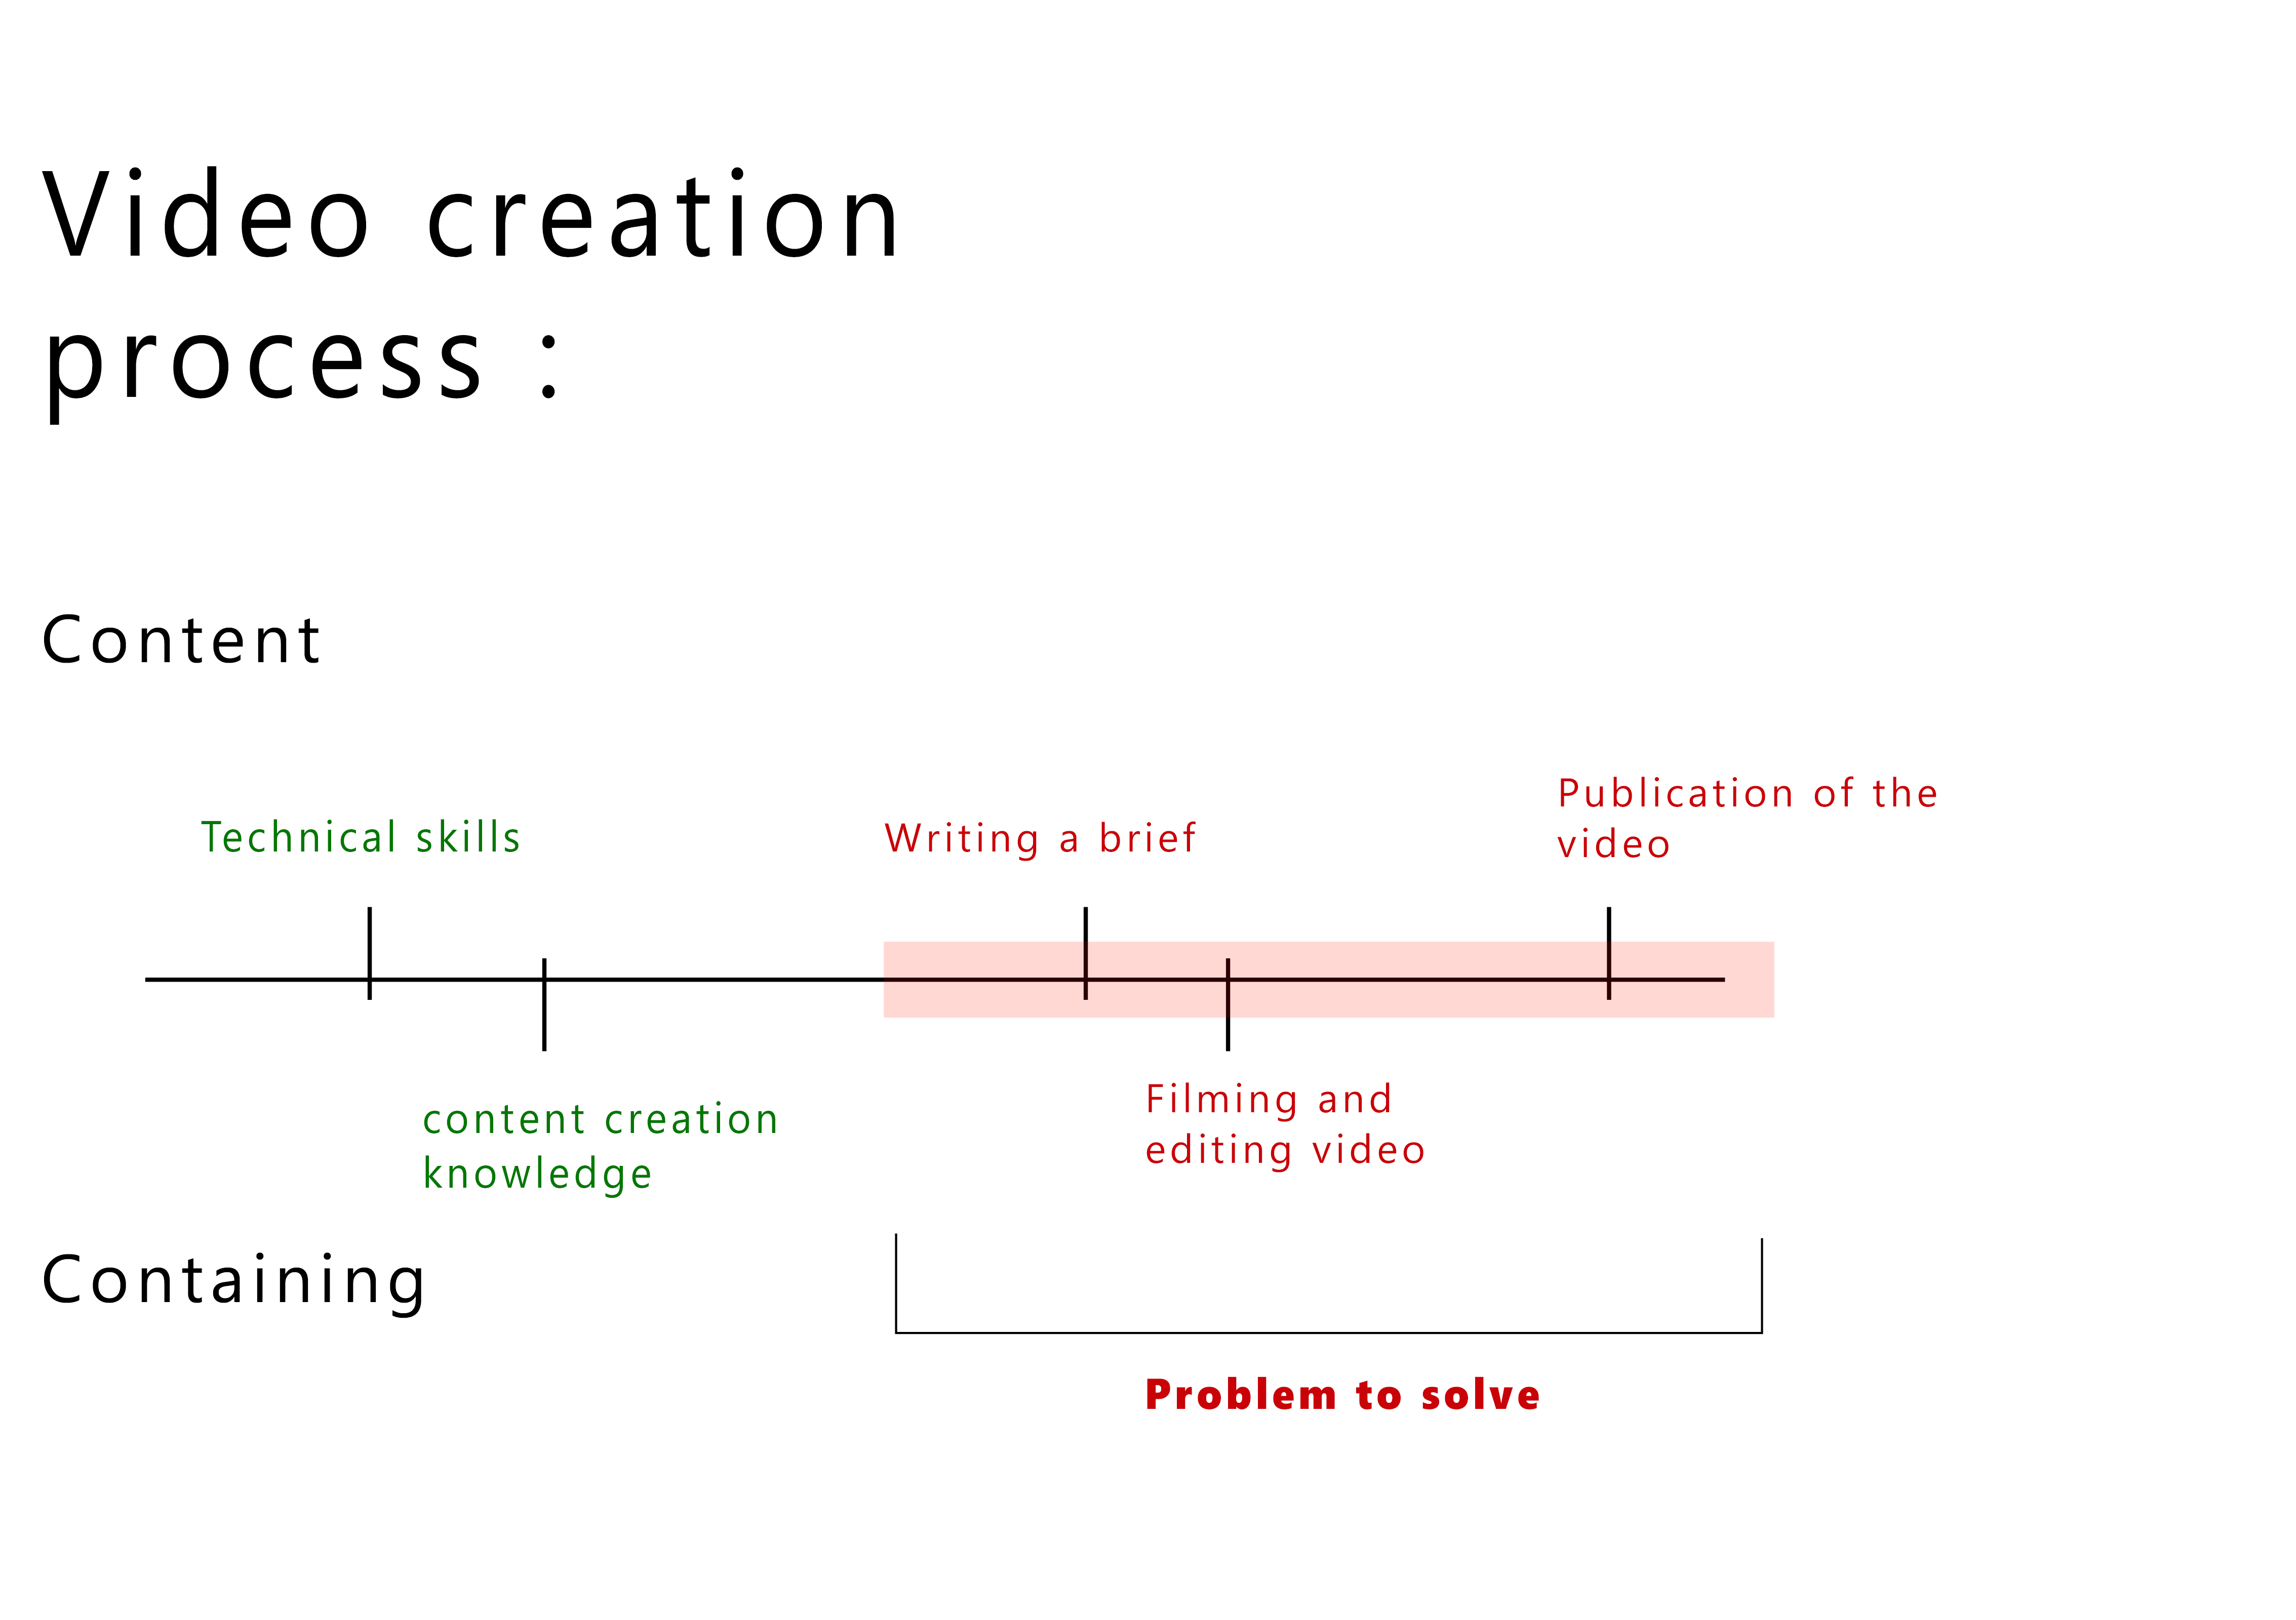 Video creation
process :
Content
Technical skills
Writing a brief
Publication of the
video
content creation
knowledge
Filming and
editing video
Containing
Problem to solve